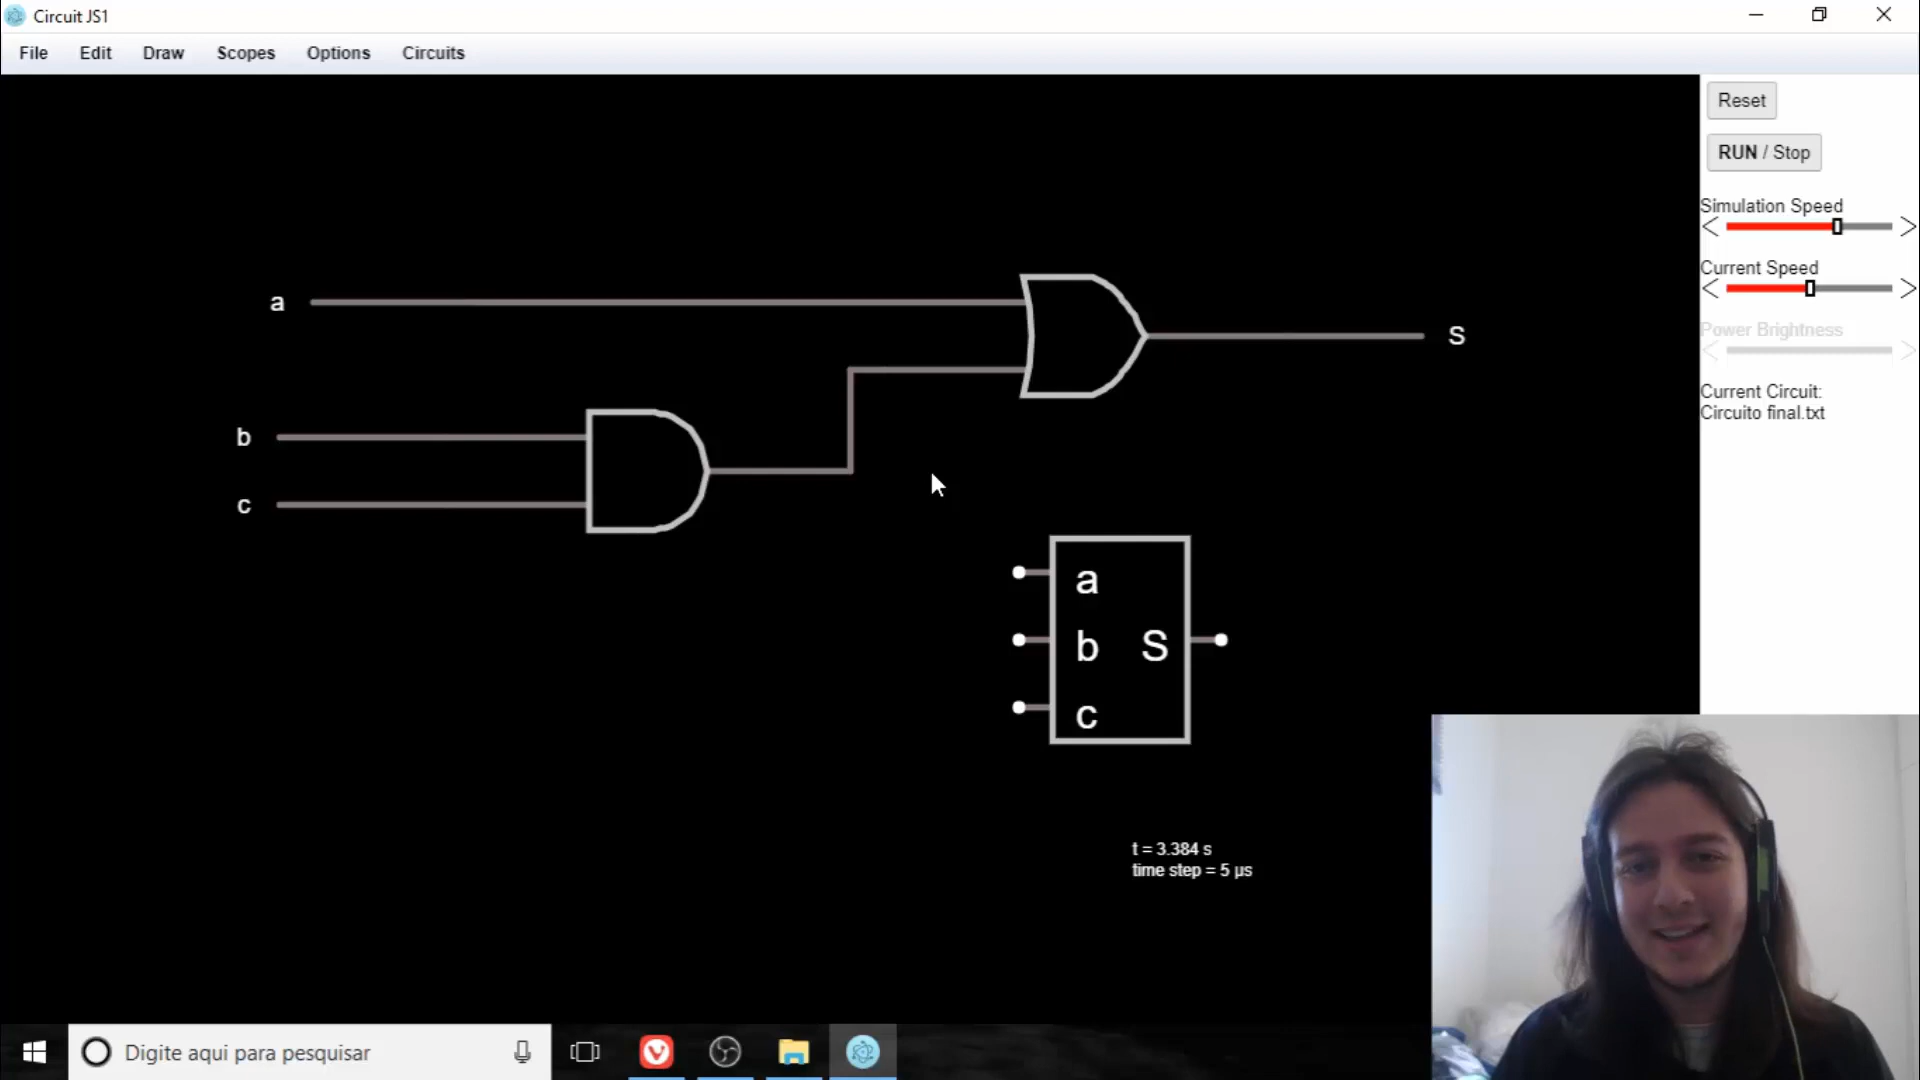 Circuit JS1
File Edit Draw Scopes Options Circuits
Reset
RUN / Stop
Simulation Speed
Current Speed
Power Brightness
Current Circuit:
Circuito final.txt
a
S
b
c
a
b S
c
t = 3.384 s
time step = 5 µs
Digite aqui para pesquisar